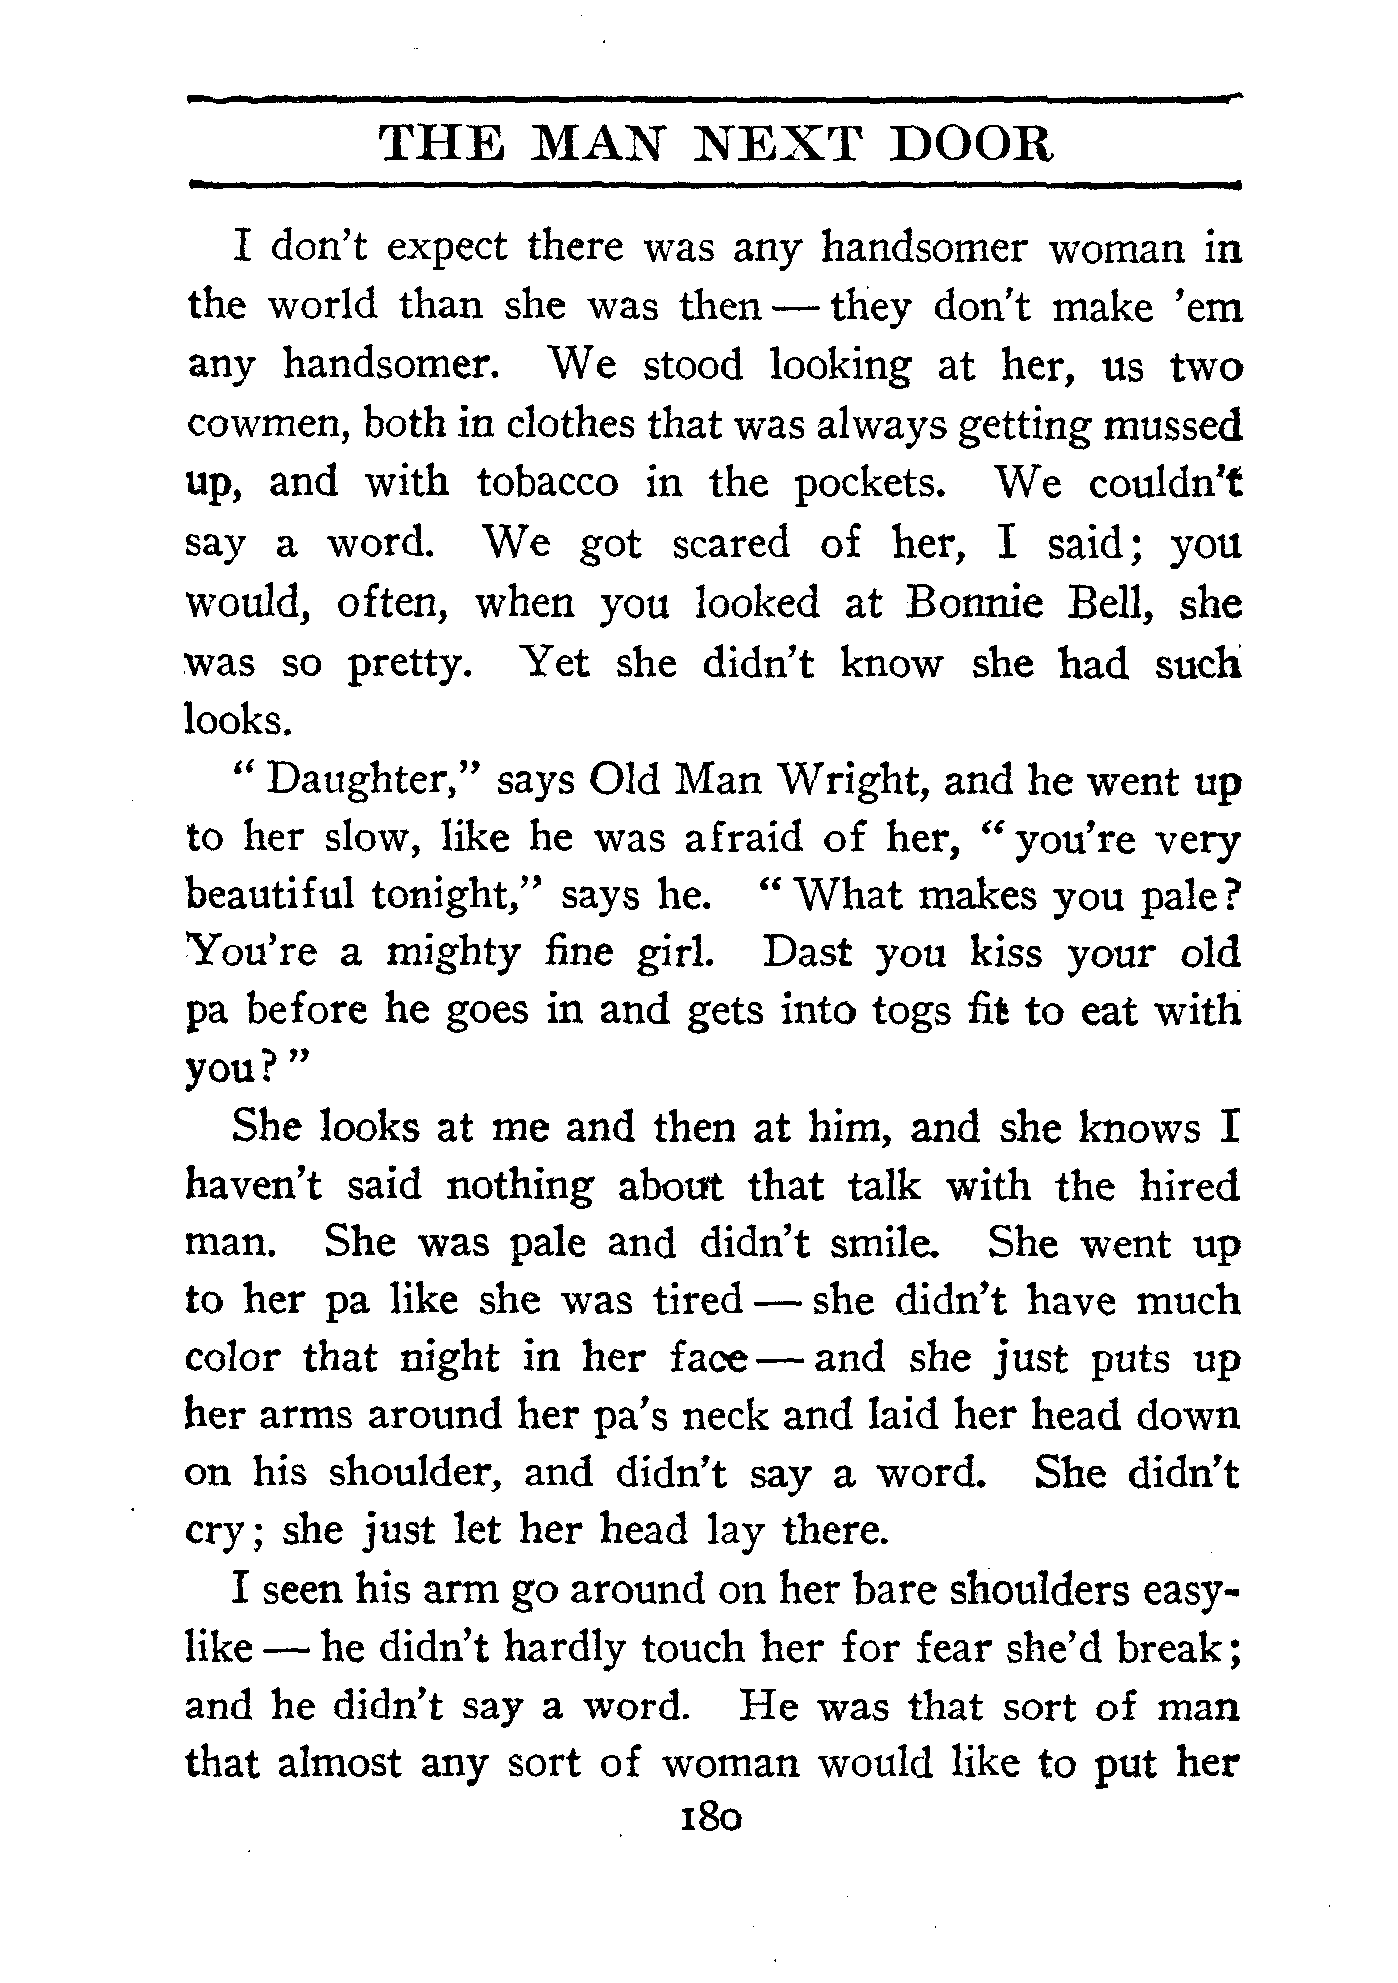 THE MAN NEXT DOOR
I don't expect there was any handsomer woman in
the world than she was then — they don't make 'em
any handsomer. We stood looking at her, us two
cowmen, both in clothes that was always getting mussed
up, and with tobacco in the pockets. We couldn't
say a word. We got scared of her, I said; you
would, often, when you looked at Bonnie Bell, she
was so pretty. Yet she didn't know she had such
looks.
" Daughter," says Old Man Wright, and he went up
to her slow, like he was afraid of her, " you're very
beautiful tonight," says he. " What makes you pale?
You're a mighty fine girl. Dast you kiss your old
pa before he goes in and gets into togs fit to eat with
you? "
She looks at me and then at him, and she knows I
haven't said nothing about that talk with the hired
man. She was pale and didn't smile. She went up
to her pa like she was tired — she didn't have much
color that night in her face — and she just puts up
her arms around her pa's neck and laid her head down
on his shoulder, and didn't say a word. She didn't
cry; she just let her head lay there.
I seen his arm go around on her bare shoulders easy-
like — he didn't hardly touch her for fear she'd break;
and he didn't say a word. He was that sort of man
that almost any sort of woman would like to put her
180